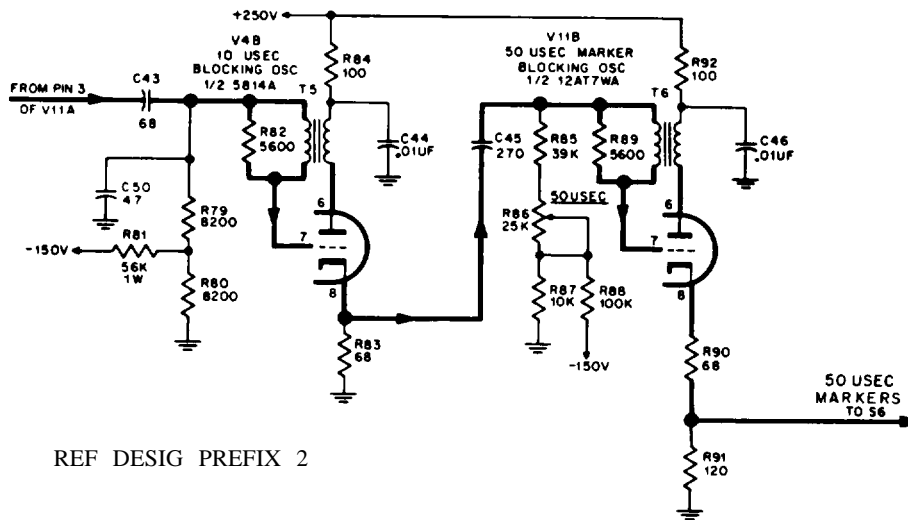 +250V
V4B
10 USEC
BLOCKING OSC
1/2 5814A
R84
100
V11B
50 USEC MARKER
BLOCKING OSC
1/2 12AT7WA
R92
100
FROM PIN 3
OF V11A
C43
68
T5
T6
R82
5600
C44
.01UF
C45
270
R85
39K
R89
5600
C46
.01UF
C50
47
R79
8200
50USEC
R86
25K
6
7
8
6
7
8
-150V
R81
56K
1W
R80
8200
R87
10K
R88
100K
R83
68
-150V
R90
68
50 USEC
MARKERS
TO S6
R91
120
REF DESIG PREFIX 2